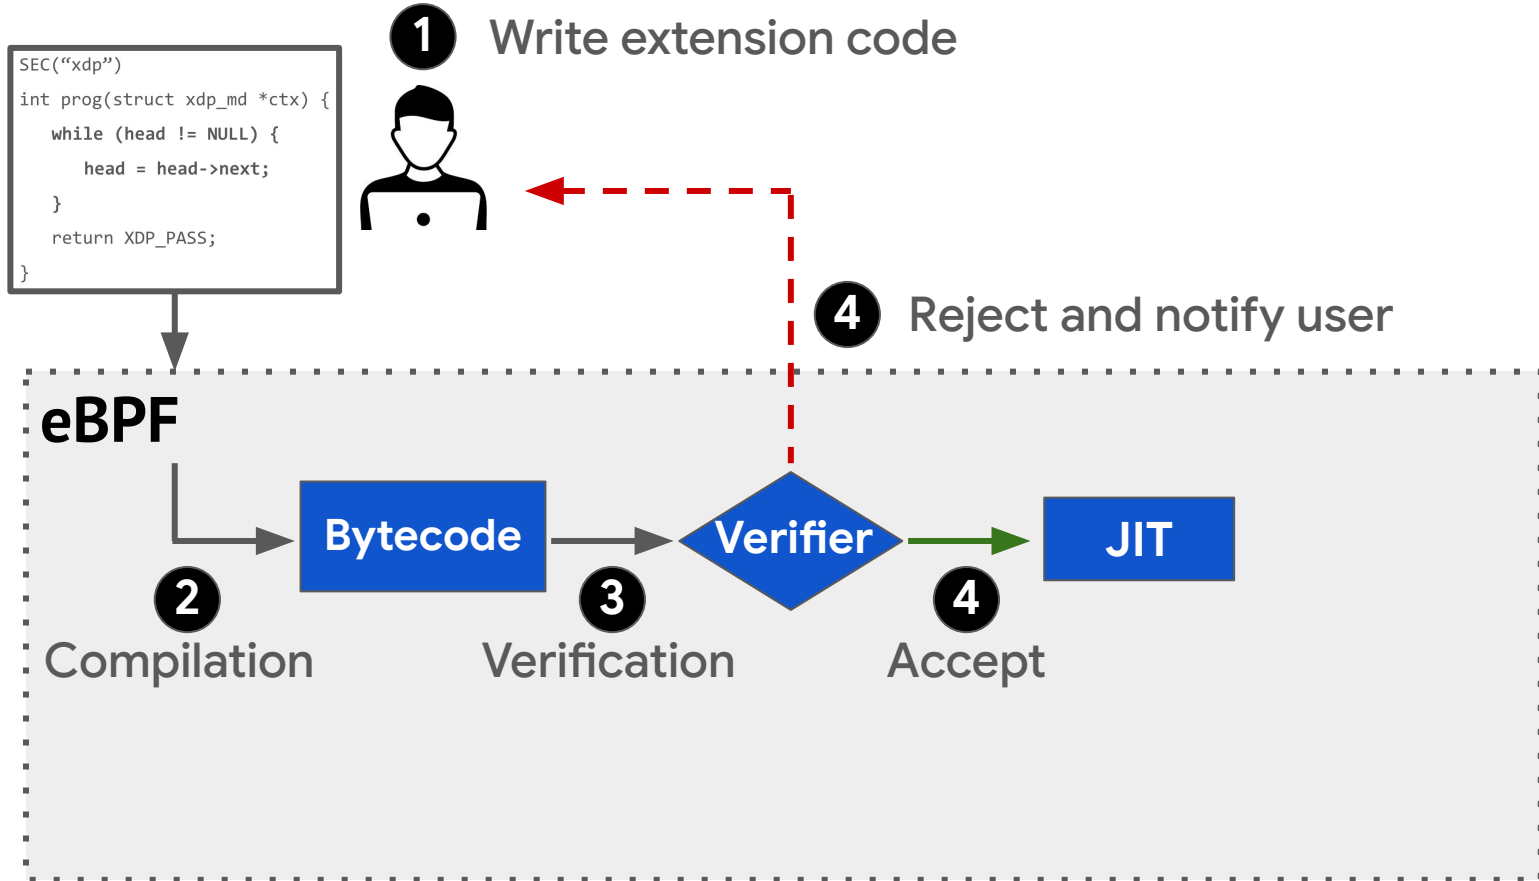 1 Write extension code
SEC(“xdp”)
int prog(struct xdp_md *ctx) {
while (head != NULL) {
head = head->next;
}
return XDP_PASS;
}
4 Reject and notify user
eBPF
Bytecode
Verifier
JIT
2
3
4
Compilation
Verification
Accept